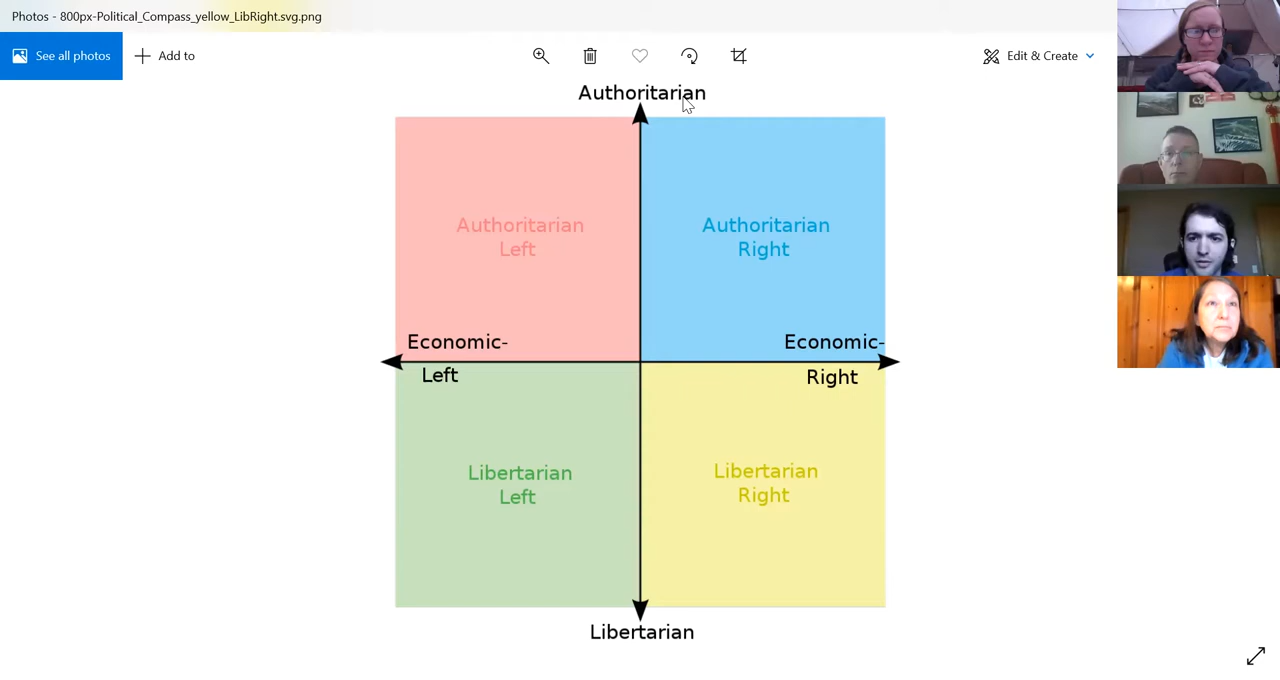 Photos - 800px-Political_Compass_yellow_LibRight.svg.png
See all photos
Add to
Edit & Create
Authoritarian
Authoritarian
Left
Authoritarian
Right
Economic-
Left
Economic-
Right
Libertarian
Left
Libertarian
Right
Libertarian